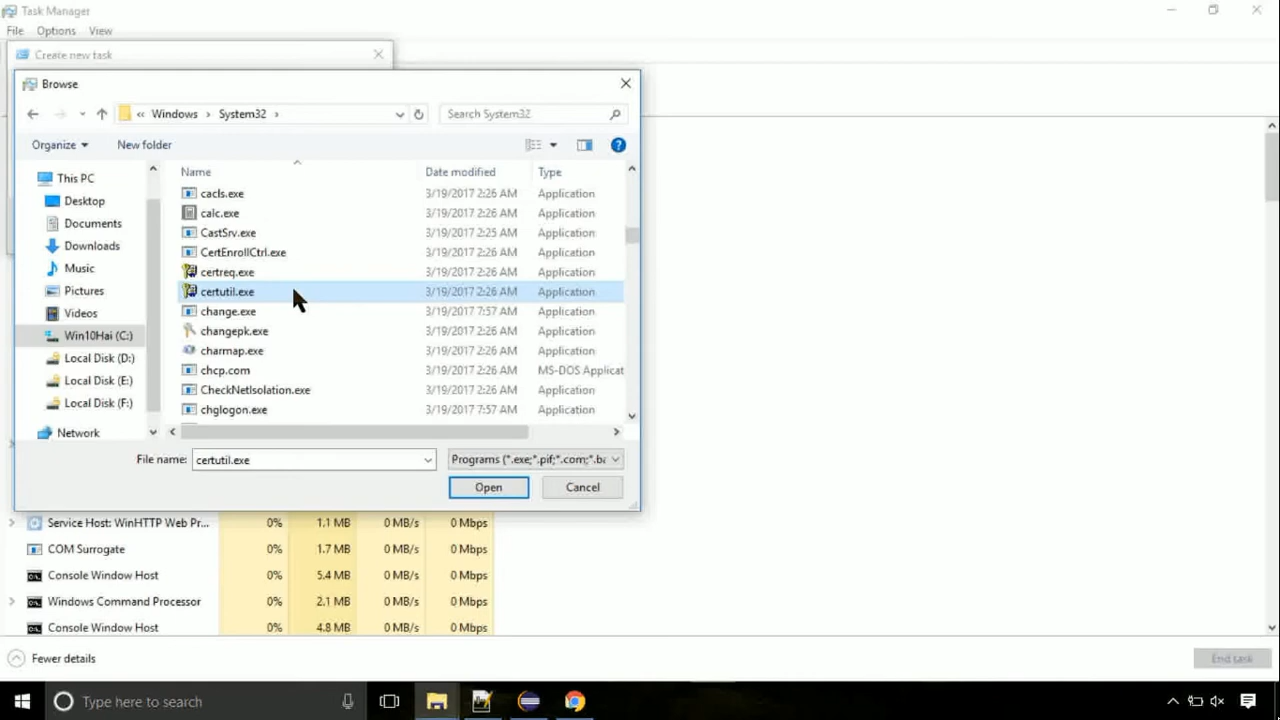 Task Manager
File Options View
Create new task
Browse
« Windows › System32 ›
Search System32
Organize
New folder
This PC
Desktop
Documents
Downloads
Music
Pictures
Videos
Win10Hai (C:)
Local Disk (D:)
Local Disk (E:)
Local Disk (F:)
Network
Name Date modified Type
cacls.exe 3/19/2017 2:26 AM Application
calc.exe 3/19/2017 2:26 AM Application
CastSrv.exe 3/19/2017 2:25 AM Application
CertEnrollCtrl.exe 3/19/2017 2:26 AM Application
certreq.exe 3/19/2017 2:26 AM Application
certutil.exe 3/19/2017 2:26 AM Application
change.exe 3/19/2017 7:57 AM Application
changepk.exe 3/19/2017 2:26 AM Application
charmap.exe 3/19/2017 2:26 AM Application
chcp.com 3/19/2017 2:26 AM MS-DOS Applicat
CheckNetIsolation.exe 3/19/2017 2:26 AM Application
chglogon.exe 3/19/2017 7:57 AM Application
File name: certutil.exe Programs (*.exe;*.pif;*.com;*.ba
Open Cancel
Service Host: WinHTTP Web Pr... 0% 1.1 MB 0 MB/s 0 Mbps
COM Surrogate 0% 1.7 MB 0 MB/s 0 Mbps
Console Window Host 0% 5.4 MB 0 MB/s 0 Mbps
Windows Command Processor 0% 2.1 MB 0 MB/s 0 Mbps
Console Window Host 0% 4.8 MB 0 MB/s 0 Mbps
Fewer details
End task
Type here to search